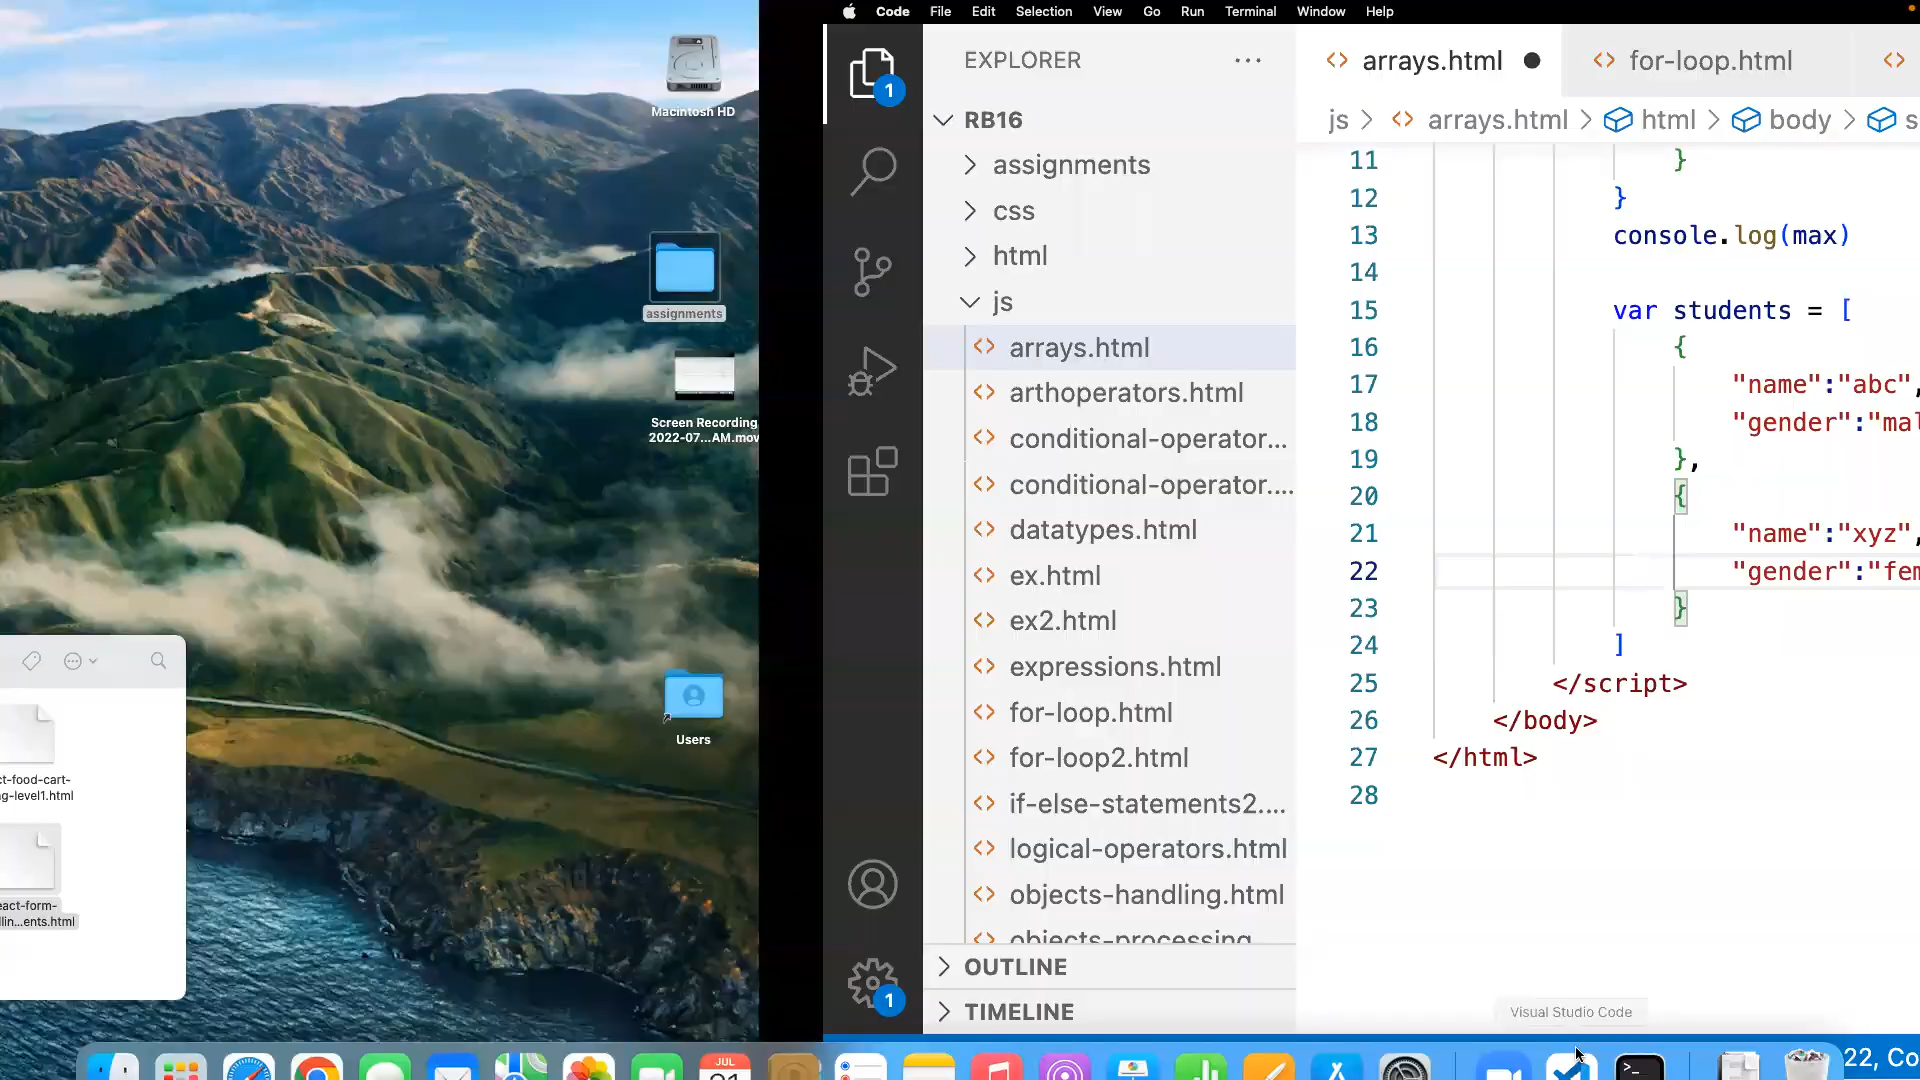 Code File Edit Selection View Go Run Terminal Window Help
Macintosh HD
assignments
Screen Recording
2022-07...AM.mov
Users
ct-food-cart-
g-level1.html
eact-form-
llin...ents.html
EXPLORER
RB16
assignments
css
html
js
arrays.html
arthoperators.html
conditional-operator...
conditional-operator....
datatypes.html
ex.html
ex2.html
expressions.html
for-loop.html
for-loop2.html
if-else-statements2....
logical-operators.html
objects-handling.html
objects-processing
OUTLINE
TIMELINE
1
1
arrays.html for-loop.html
js > arrays.html > html > body > s
11 }
12 }
13 console.log(max)
14
15 var students = [
16 {
17 "name":"abc",
18 "gender":"mal
19 },
20 {
21 "name":"xyz",
22 "gender":"fem
23 }
24 ]
25 </script>
26 </body>
27 </html>
28
Visual Studio Code
JUL
22, Co